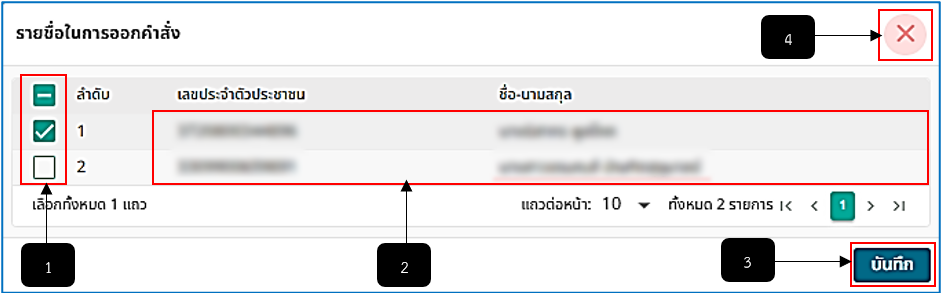 รายชื่อในการออกคำสั่ง
4
ลำดับ เลขประจำตัวประชาชน ชื่อ-นามสกุล
1
2
เลือกทั้งหมด 1 แถว แถวต่อหน้า: 10 ทั้งหมด 2 รายการ 1
1 2 3 บันทึก